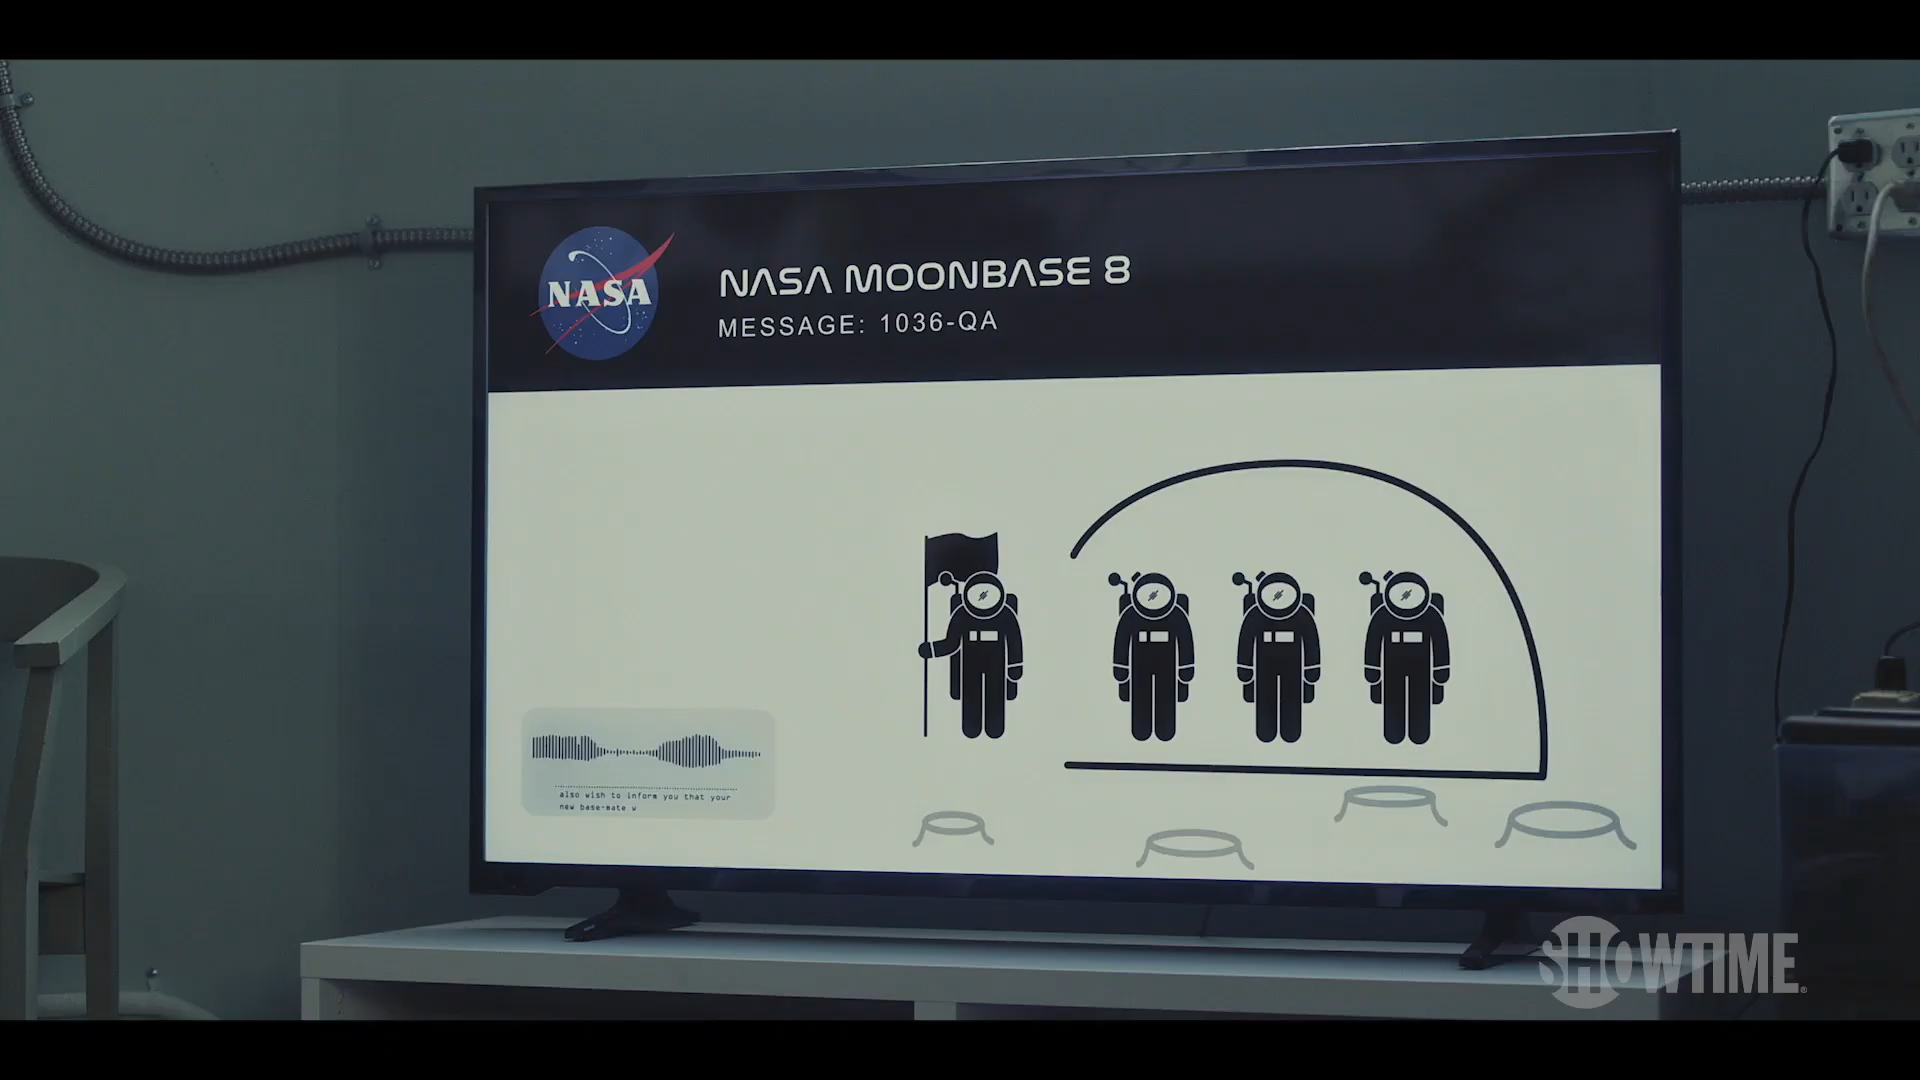 NASA
NASA MOONBASE 8
MESSAGE: 1036-QA
also wish to inform you that your
new base-mate w
SHOWTIME